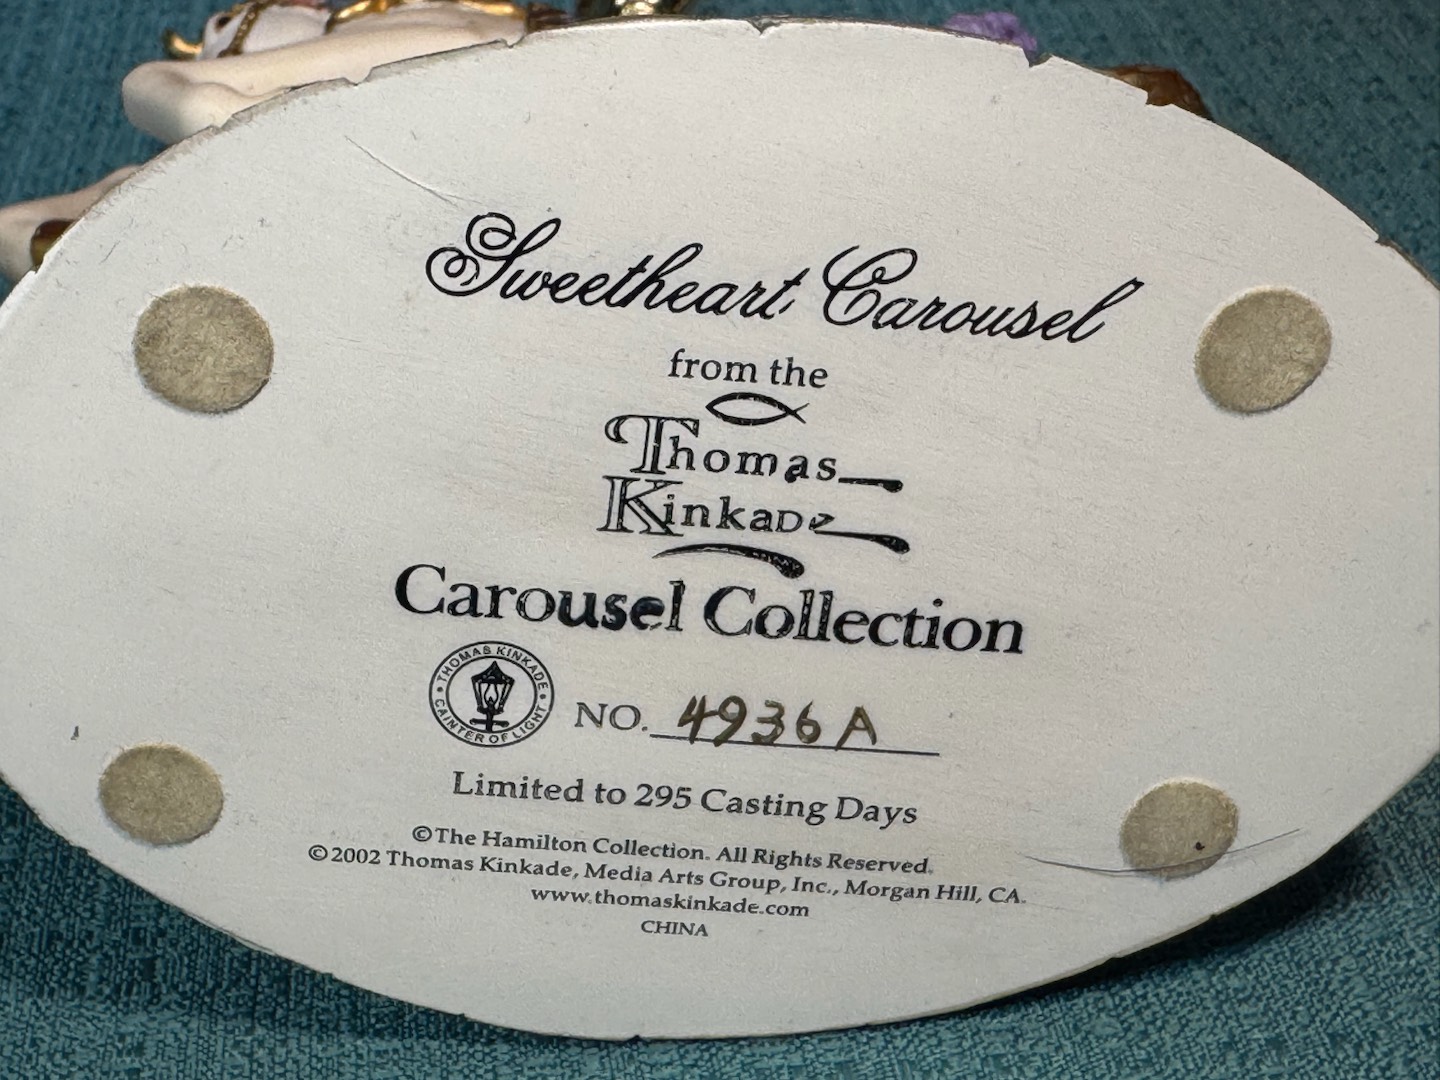 Sweetheart Carousel
from the
Thomas
Kinkade
Carousel Collection
THOMAS KINKADE
PAINTER OF LIGHT
NO. 4936A
Limited to 295 Casting Days
©The Hamilton Collection. All Rights Reserved.
©2002 Thomas Kinkade, Media Arts Group, Inc., Morgan Hill, CA.
www.thomaskinkade.com
CHINA